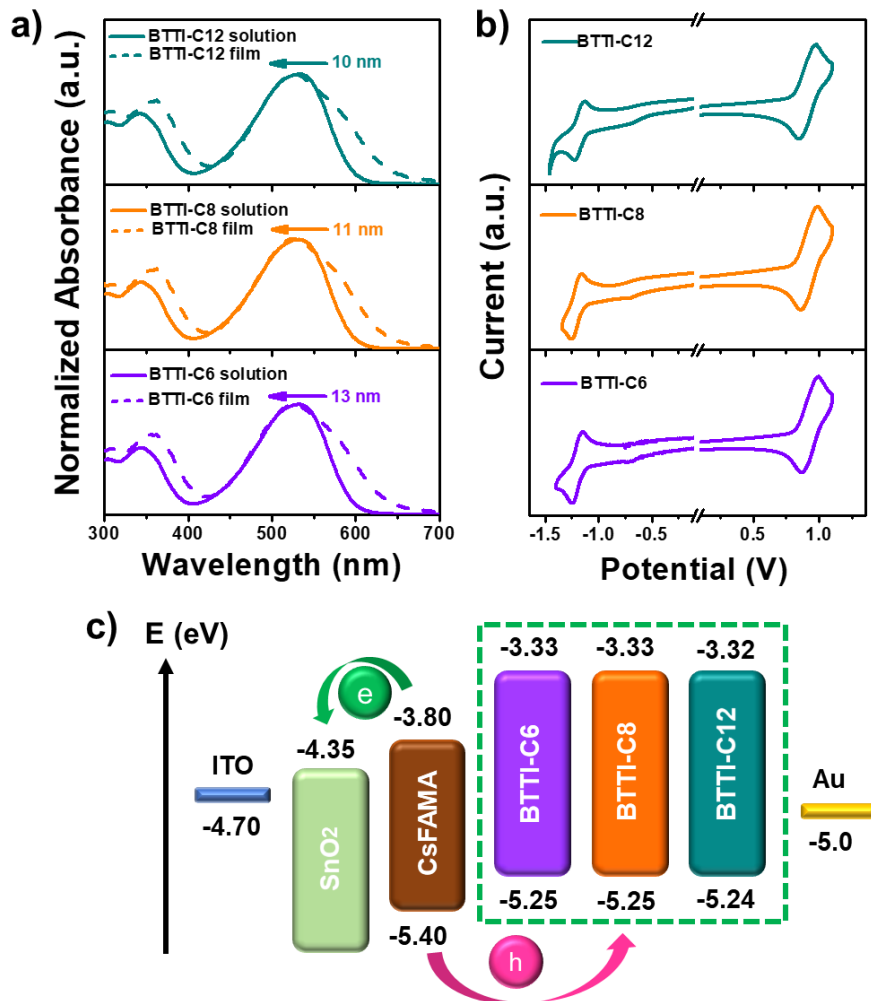 a)
Normalized Absorbance (a.u.)
BTTI-C12 solution
BTTI-C12 film
10 nm
BTTI-C8 solution
BTTI-C8 film
11 nm
BTTI-C6 solution
BTTI-C6 film
13 nm
300 400 500 600 700
Wavelength (nm)
b)
Current (a.u.)
BTTI-C12
BTTI-C8
BTTI-C6
-1.5 -1.0 -0.5 0.5 1.0
Potential (V)
c)
E (eV)
ITO
-4.70
-4.35
SnO2
e
-3.80
CsFAMA
-5.40
-3.33
BTTI-C6
-5.25
-3.33
BTTI-C8
-5.25
-3.32
BTTI-C12
-5.24
Au
-5.0
h